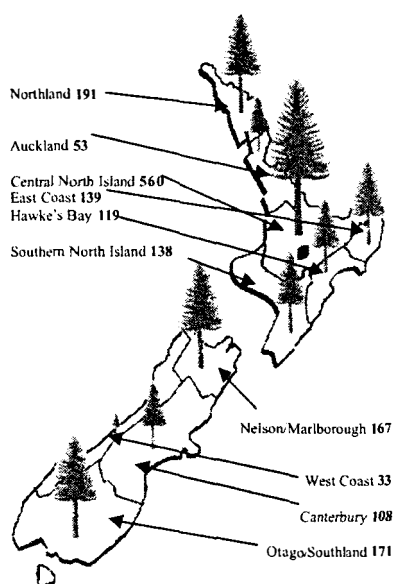 Northland 191
Auckland 53
Central North Island 560
East Coast 139
Hawke's Bay 119
Southern North Island 138
Nelson/Marlborough 167
West Coast 33
Canterbury 108
Otago/Southland 171